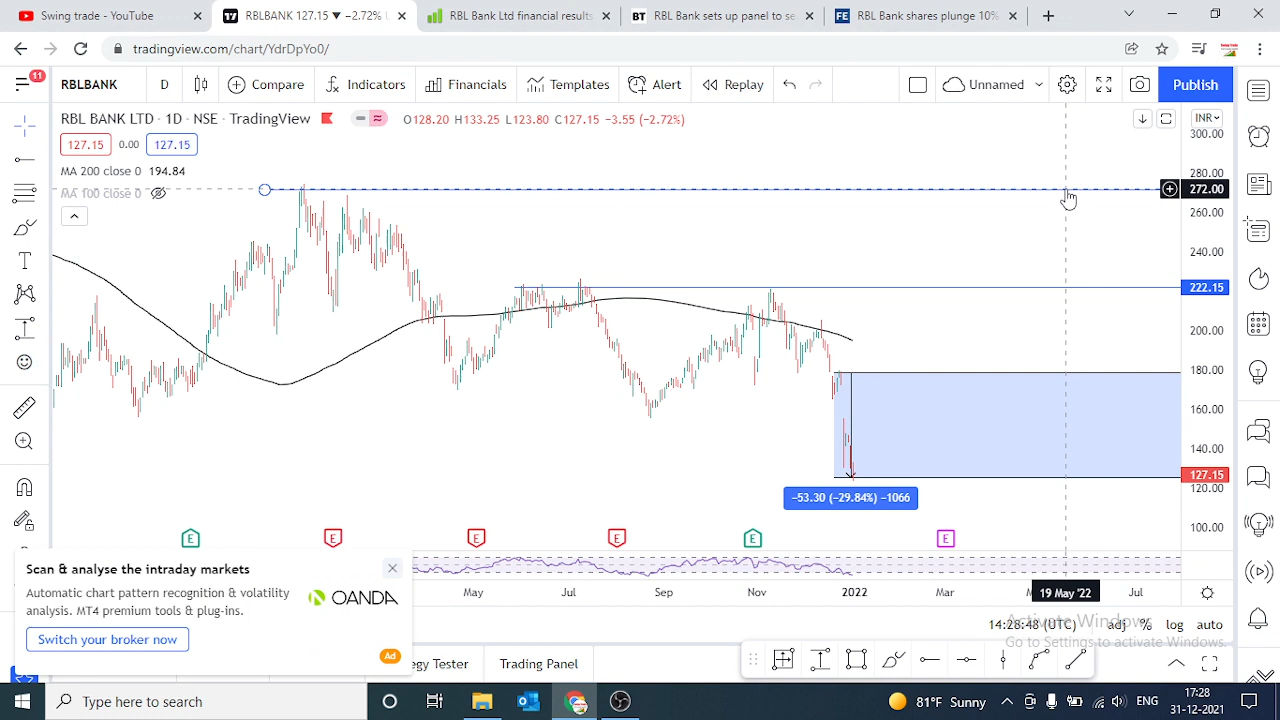 Swing trade - YouTube
RBLBANK 127.15 ▼ −2.72% U
RBL Bank Ltd financial results
RBL Bank sets up panel to se
RBL Bank shares plunge 10%
tradingview.com/chart/YdrDpYo0/
11
RBLBANK
D
Compare
Indicators
Financials
Templates
Alert
Replay
Unnamed
Publish
RBL BANK LTD · 1D · NSE · TradingView
O128.20 H133.25 L123.80 C127.15 −3.55 (−2.72%)
INR
127.15 0.00 127.15
MA 200 close 0 194.84
MA 100 close 0
300.00
280.00
272.00
260.00
240.00
222.15
200.00
180.00
160.00
140.00
127.15
120.00
100.00
−53.30 (−29.84%) −1066
E E E E E E
May Jul Sep Nov 2022 Mar 19 May '22 Jul
Scan & analyse the intraday markets
Automatic chart pattern recognition & volatility
analysis. MT4 premium tools & plug-ins.
OANDA
Switch your broker now
Ad
14:28:48 (UTC) adj % log auto
Activate Windows
Go to Settings to activate Windows.
egy Tester
Trading Panel
Type here to search
81°F Sunny
ENG
17:28
31-12-2021